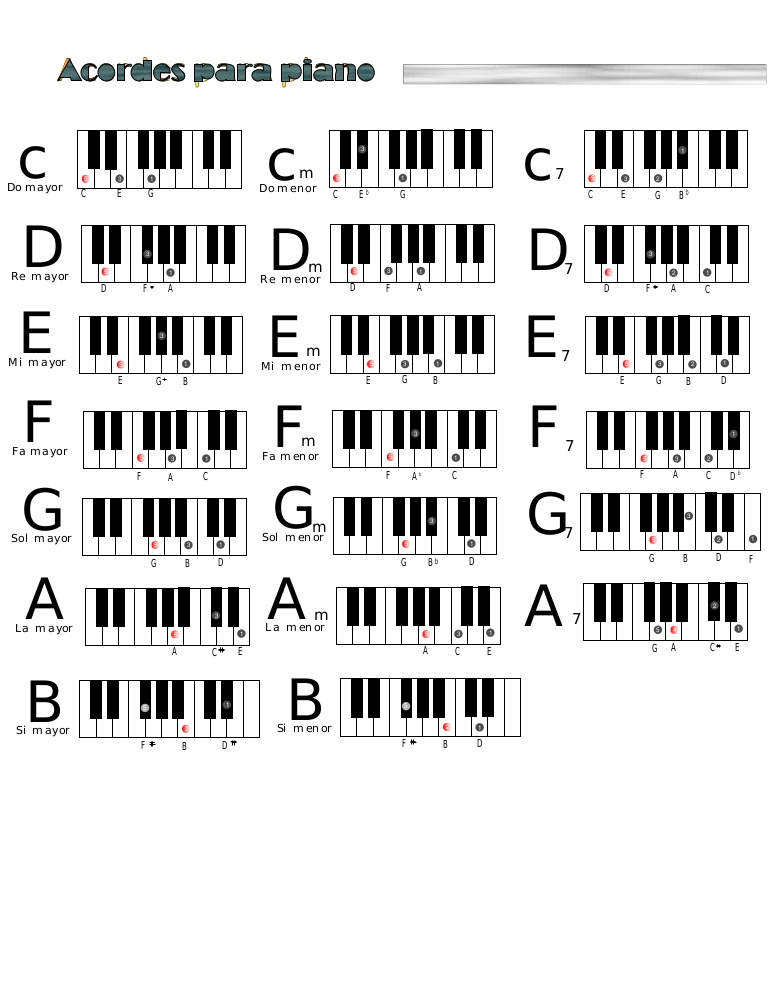 Acordes para piano
C Cm C7
Do mayor Do menor
C E G C E♭ G C E G B♭
D Dm D7
Re mayor Re menor
D F# A D F A D F# A C
E Em E7
Mi mayor Mi menor
E G# B E G B E G B D
F Fm F7
Fa mayor Fa menor
F A C F A♭ C F A C D♭
G Gm G7
Sol mayor Sol menor
G B D G B♭ D G B D F
A Am A7
La mayor La menor
A C# E A C E G A C# E
B B
Si mayor Si menor
F# B D# F# B D